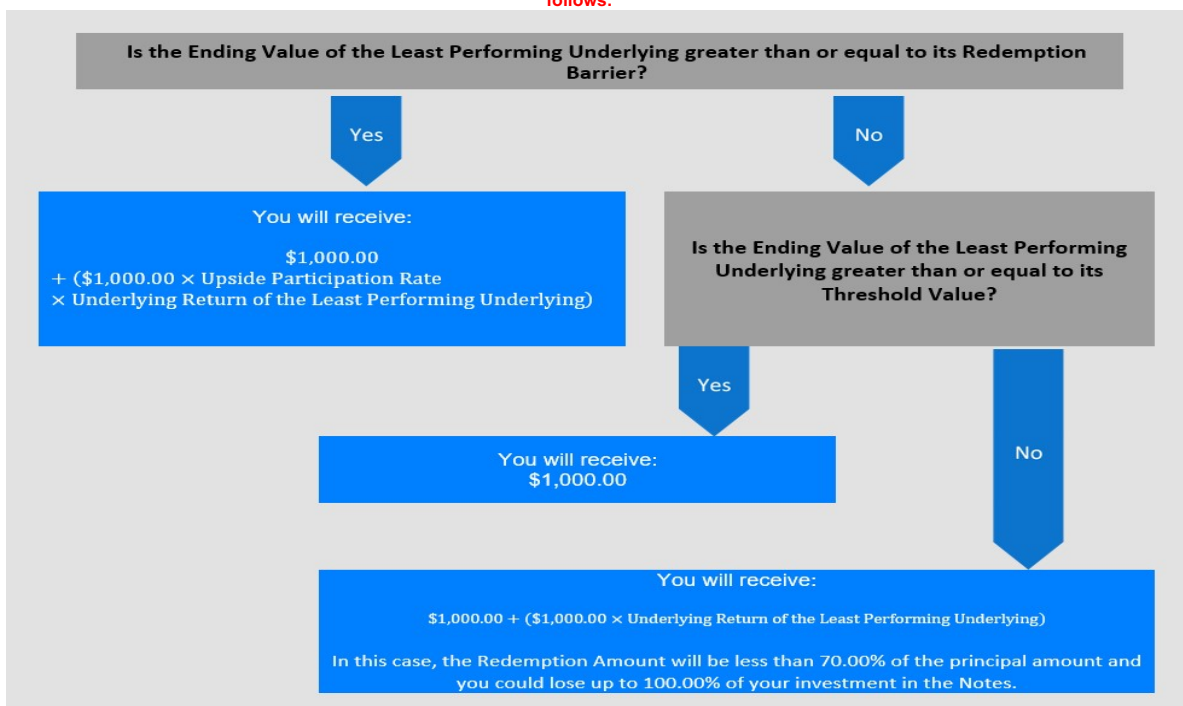 follows:
Is the Ending Value of the Least Performing Underlying greater than or equal to its Redemption
Barrier?
Yes
No
You will receive:
$1,000.00
+ ($1,000.00 × Upside Participation Rate
× Underlying Return of the Least Performing Underlying)
Is the Ending Value of the Least Performing
Underlying greater than or equal to its
Threshold Value?
Yes
No
You will receive:
$1,000.00
You will receive:
$1,000.00 + ($1,000.00 × Underlying Return of the Least Performing Underlying)
In this case, the Redemption Amount will be less than 70.00% of the principal amount and
you could lose up to 100.00% of your investment in the Notes.